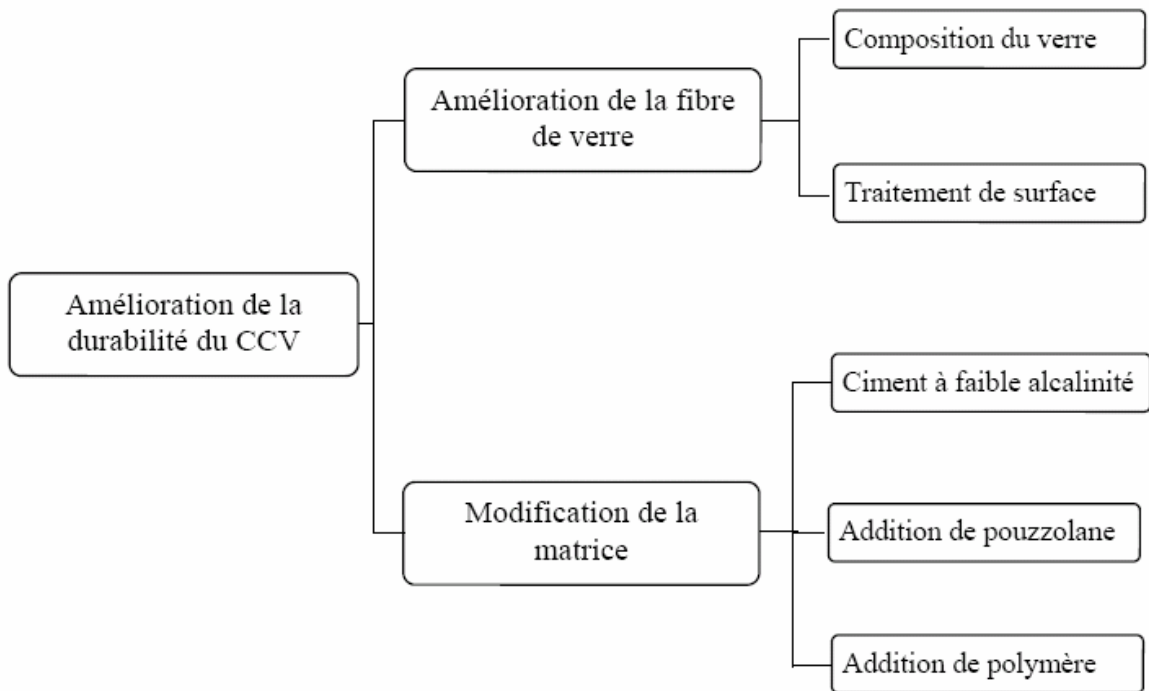 Composition du verre
Amélioration de la fibre
de verre
Traitement de surface
Amélioration de la
durabilité du CCV
Ciment à faible alcalinité
Modification de la
matrice
Addition de pouzzolane
Addition de polymère